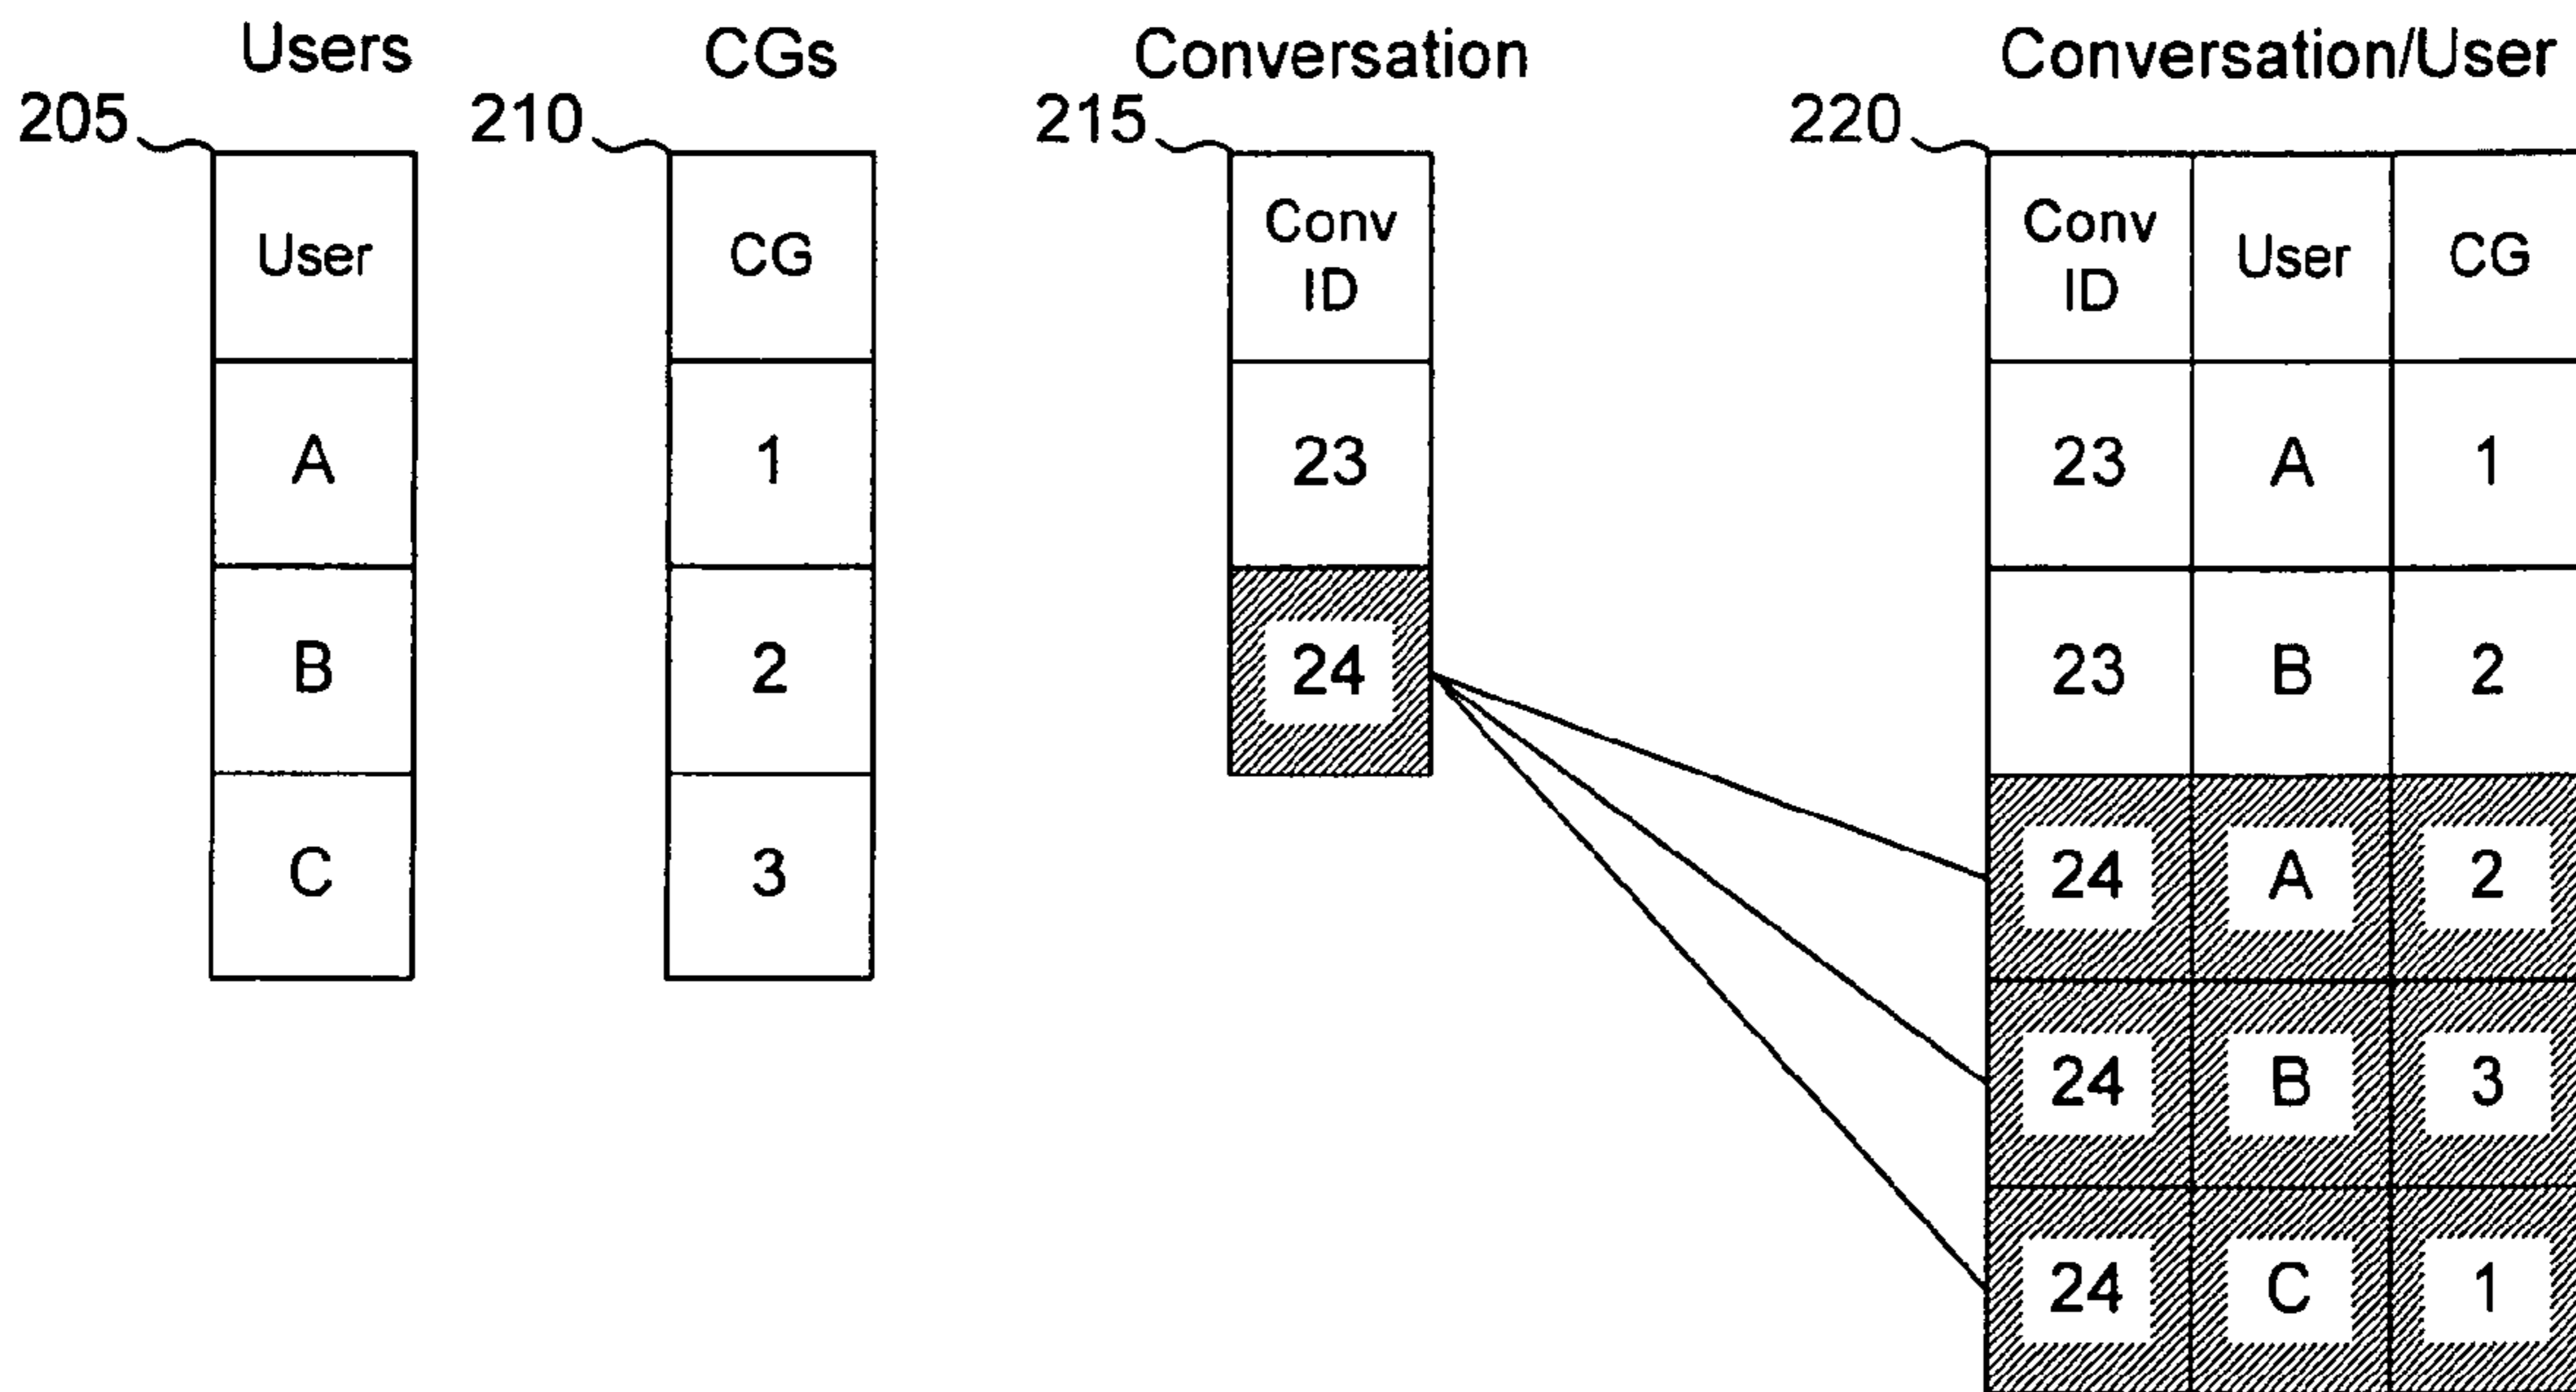 Users CGs Conversation Conversation/User
205 210 215 220
User CG Conv ID Conv ID User CG
A 1 23 23 A 1
B 2 24 23 B 2
C 3 24 A 2
24 B 3
24 C 1